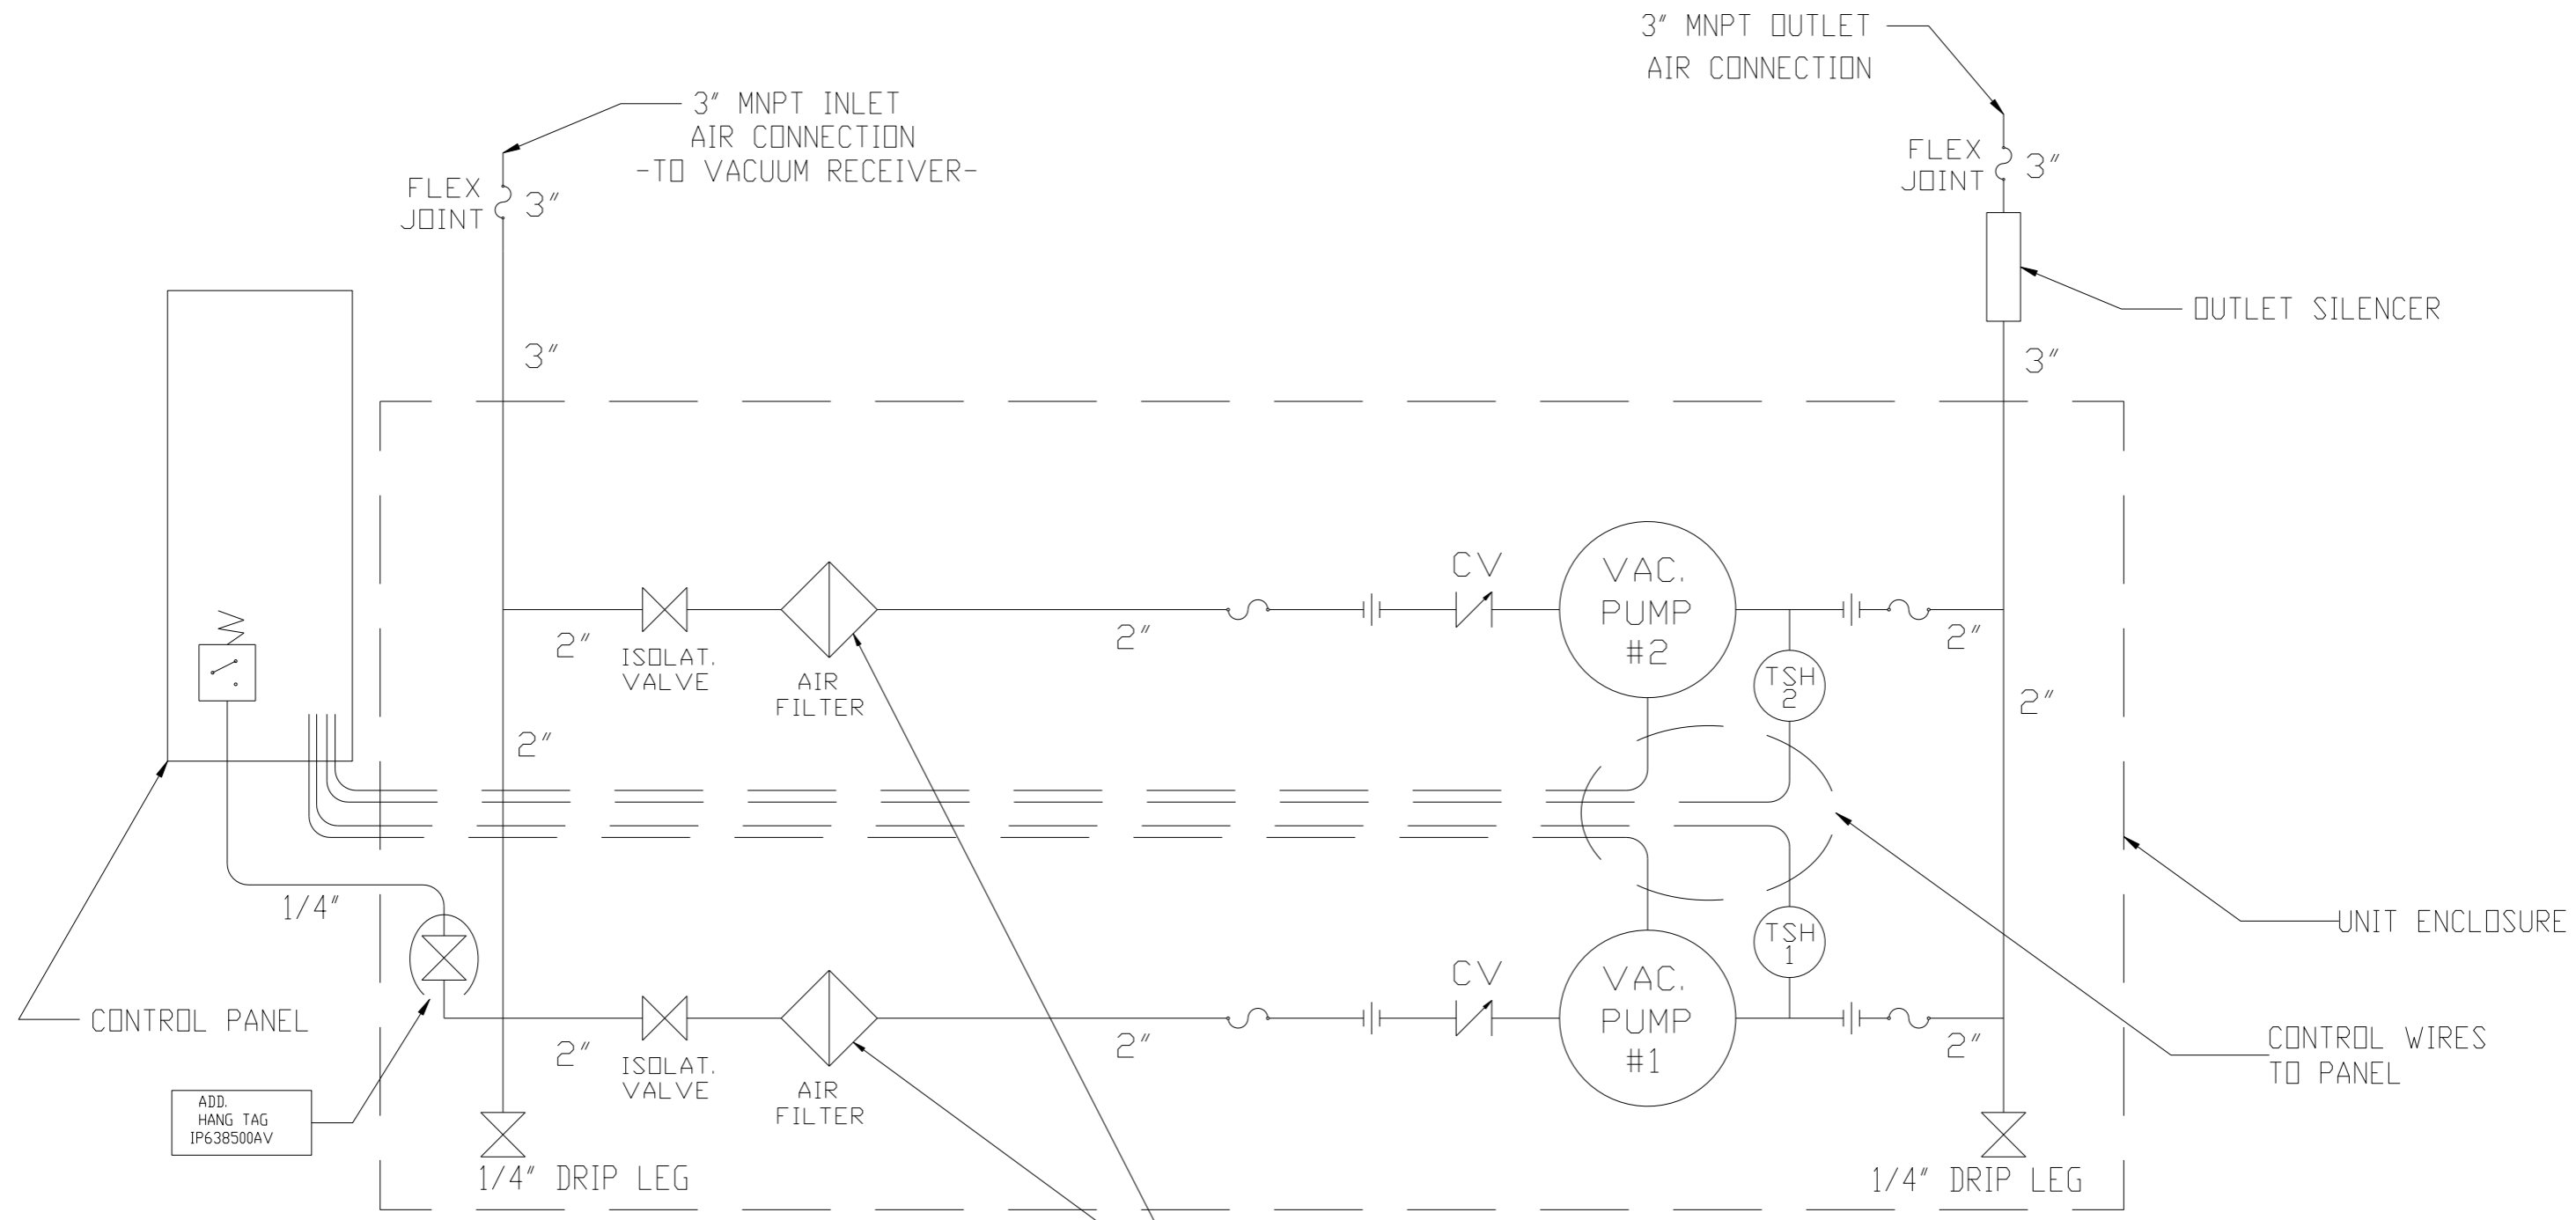 3" MNPT OUTLET
AIR CONNECTION
3" MNPT INLET
AIR CONNECTION
-TO VACUUM RECEIVER-
FLEX
JOINT
3"
FLEX
JOINT
3"
OUTLET SILENCER
3"
3"
CV
VAC.
PUMP
#2
2"
ISOLAT.
VALVE
AIR
FILTER
2"
TSH
2
2"
2"
2"
1/4"
UNIT ENCLOSURE
CV
VAC.
PUMP
#1
TSH
1
CONTROL PANEL
2"
ISOLAT.
VALVE
AIR
FILTER
2"
2"
CONTROL WIRES
TO PANEL
ADD.
HANG TAG
IP638500AV
1/4" DRIP LEG
1/4" DRIP LEG